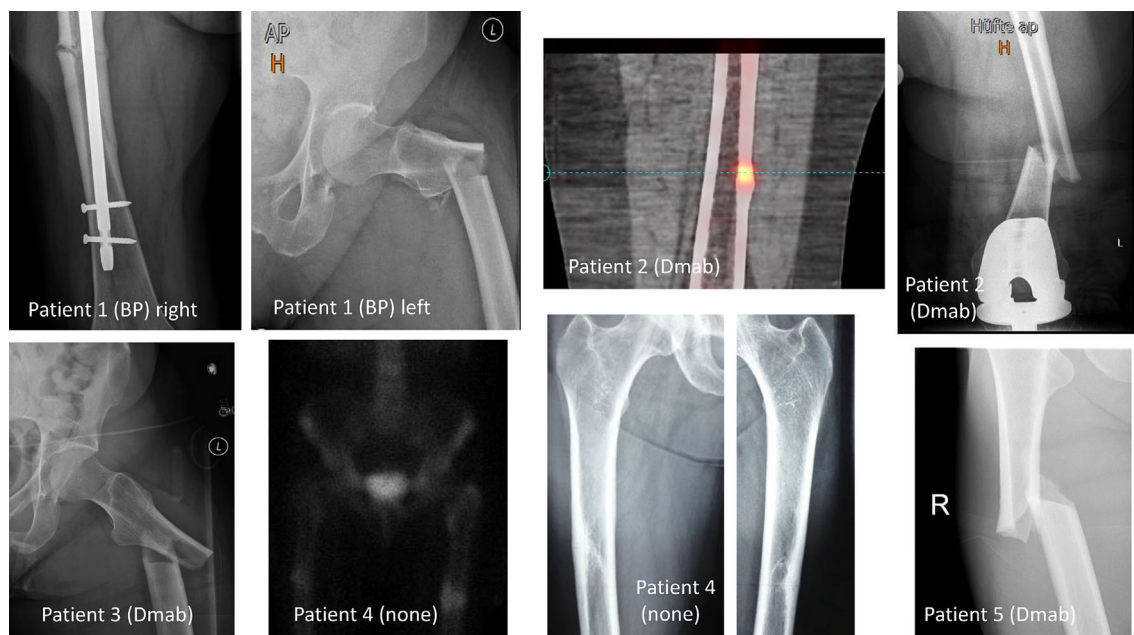 AP
H
L
Patient 1 (BP) right
Patient 1 (BP) left
Patient 2 (Dmab)
Hüfte ap
H
L
Patient 2
(Dmab)
L
Patient 3 (Dmab)
Patient 4 (none)
Patient 4
(none)
R
Patient 5 (Dmab)